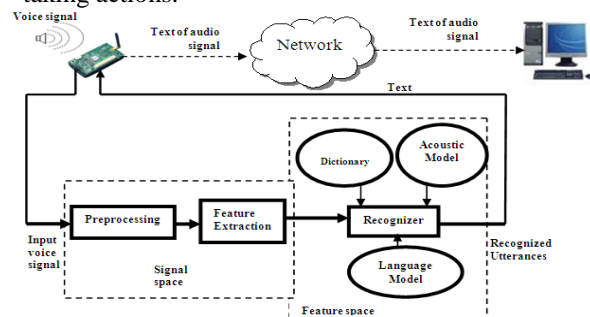 taking actions.
Voice signal
Text of audio
signal
Network
Text of audio
signal
Text
Dictionary
Acoustic
Model
Preprocessing
Feature
Extraction
Recognizer
Input
voice
signal
Signal
space
Language
Model
Recognized
Utterances
Feature space